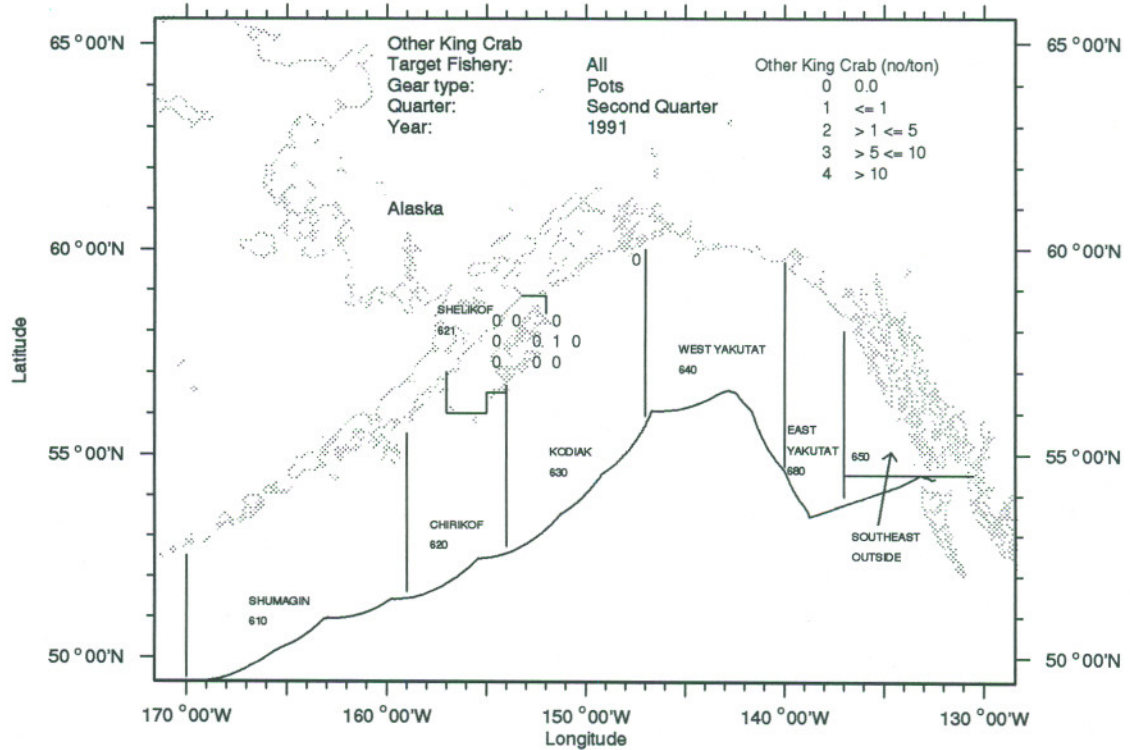 65 °00'N
Other King Crab
Target Fishery: All
Gear type: Pots
Quarter: Second Quarter
Year: 1991
Other King Crab (no/ton)
0 0.0
1 <= 1
2 > 1 <= 5
3 > 5 <= 10
4 > 10
65 °00'N
Alaska
60 °00'N
60 °00'N
0
SHELIKOF
621
0 0 0
0 0 1 0
0 0 0
WEST YAKUTAT
640
Latitude
55 °00'N
KODIAK
630
EAST
YAKUTAT
680
650
55 °00'N
CHIRIKOF
620
SOUTHEAST
OUTSIDE
SHUMAGIN
610
50 °00'N
50 °00'N
170 °00'W
160 °00'W
150 °00'W
140 °00'W
130 °00'W
Longitude